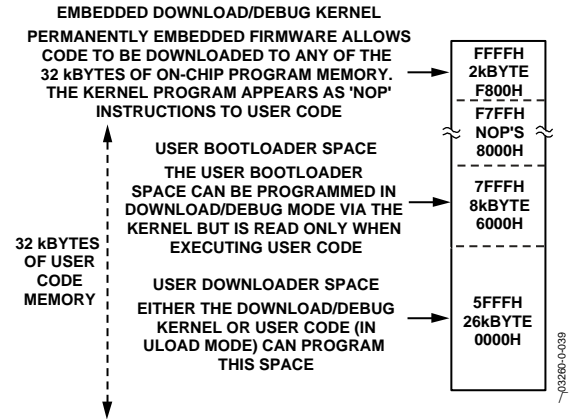 EMBEDDED DOWNLOAD/DEBUG KERNEL
PERMANENTLY EMBEDDED FIRMWARE ALLOWS
CODE TO BE DOWNLOADED TO ANY OF THE
32 kBYTES OF ON-CHIP PROGRAM MEMORY.
THE KERNEL PROGRAM APPEARS AS 'NOP'
INSTRUCTIONS TO USER CODE
FFFFH
2kBYTE
F800H
F7FFH
NOP'S
8000H
USER BOOTLOADER SPACE
THE USER BOOTLOADER
SPACE CAN BE PROGRAMMED IN
DOWNLOAD/DEBUG MODE VIA THE
KERNEL BUT IS READ ONLY WHEN
EXECUTING USER CODE
7FFFH
8kBYTE
6000H
32 kBYTES
OF USER
CODE
MEMORY
USER DOWNLOADER SPACE
EITHER THE DOWNLOAD/DEBUG
KERNEL OR USER CODE (IN
ULOAD MODE) CAN PROGRAM
THIS SPACE
5FFFH
26kBYTE
0000H
03260-0-039